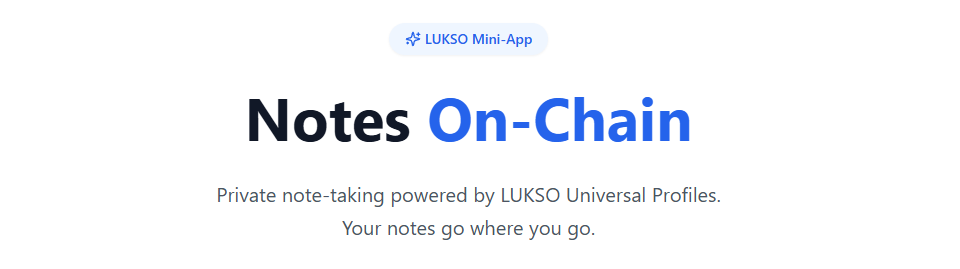 LUKSO Mini-App
Notes On-Chain
Private note-taking powered by LUKSO Universal Profiles.
Your notes go where you go.